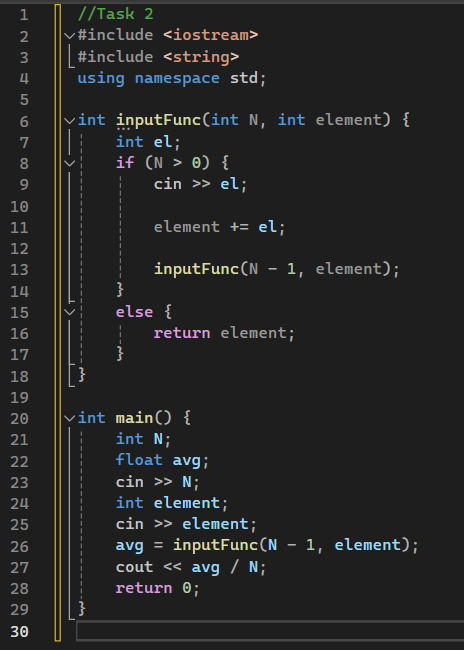 1 //Task 2
2 #include <iostream>
3 #include <string>
4 using namespace std;
5
6 int inputFunc(int N, int element) {
7 int el;
8 if (N > 0) {
9 cin >> el;
10
11 element += el;
12
13 inputFunc(N - 1, element);
14 }
15 else {
16 return element;
17 }
18 }
19
20 int main() {
21 int N;
22 float avg;
23 cin >> N;
24 int element;
25 cin >> element;
26 avg = inputFunc(N - 1, element);
27 cout << avg / N;
28 return 0;
29 }
30